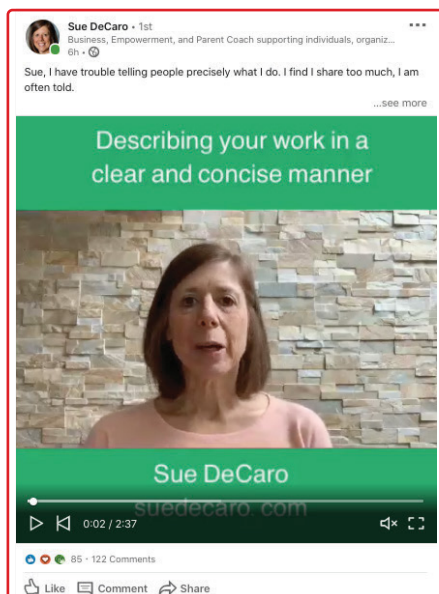 Sue DeCaro • 1st
Business, Empowerment, and Parent Coach supporting individuals, organiz...
6h •
Sue, I have trouble telling people precisely what I do. I find I share too much, I am
often told.
...see more
Describing your work in a
clear and concise manner
Sue DeCaro
suedecaro.com
0:02 / 2:37
85 • 122 Comments
Like Comment Share